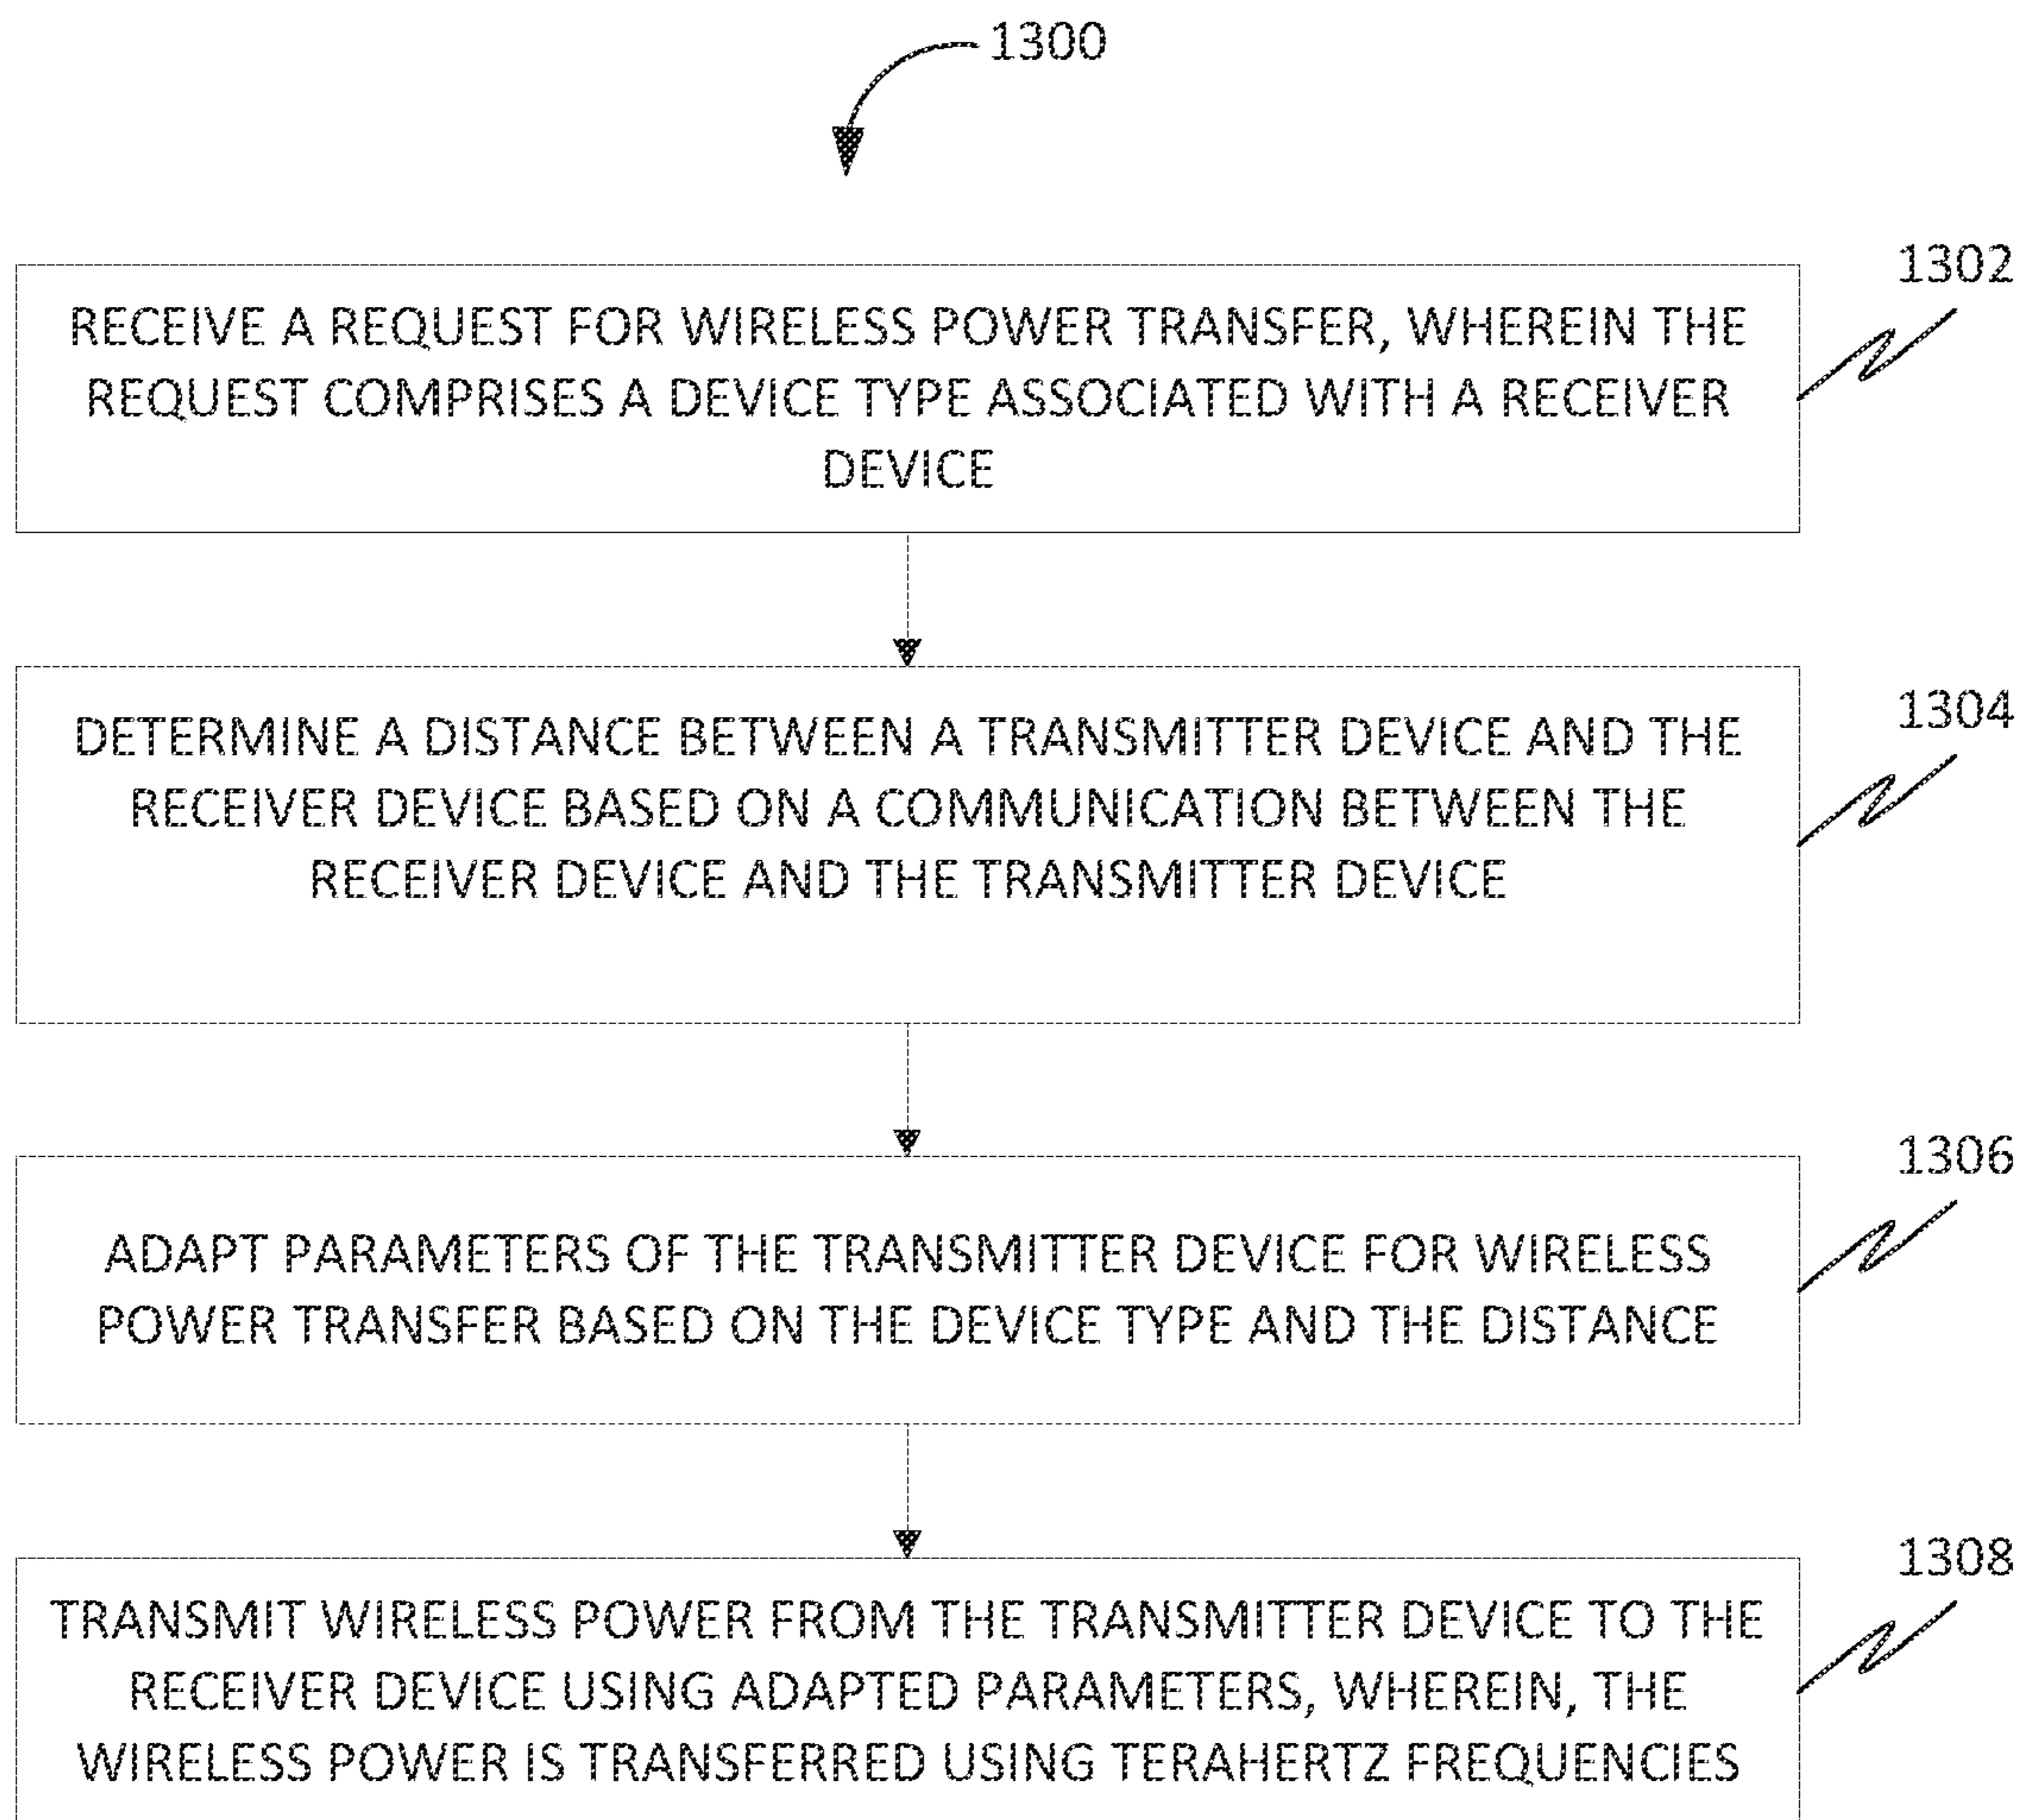 1300
1302
RECEIVE A REQUEST FOR WIRELESS POWER TRANSFER, WHEREIN THE
REQUEST COMPRISES A DEVICE TYPE ASSOCIATED WITH A RECEIVER
DEVICE
1304
DETERMINE A DISTANCE BETWEEN A TRANSMITTER DEVICE AND THE
RECEIVER DEVICE BASED ON A COMMUNICATION BETWEEN THE
RECEIVER DEVICE AND THE TRANSMITTER DEVICE
1306
ADAPT PARAMETERS OF THE TRANSMITTER DEVICE FOR WIRELESS
POWER TRANSFER BASED ON THE DEVICE TYPE AND THE DISTANCE
1308
TRANSMIT WIRELESS POWER FROM THE TRANSMITTER DEVICE TO THE
RECEIVER DEVICE USING ADAPTED PARAMETERS, WHEREIN, THE
WIRELESS POWER IS TRANSFERRED USING TERAHERTZ FREQUENCIES